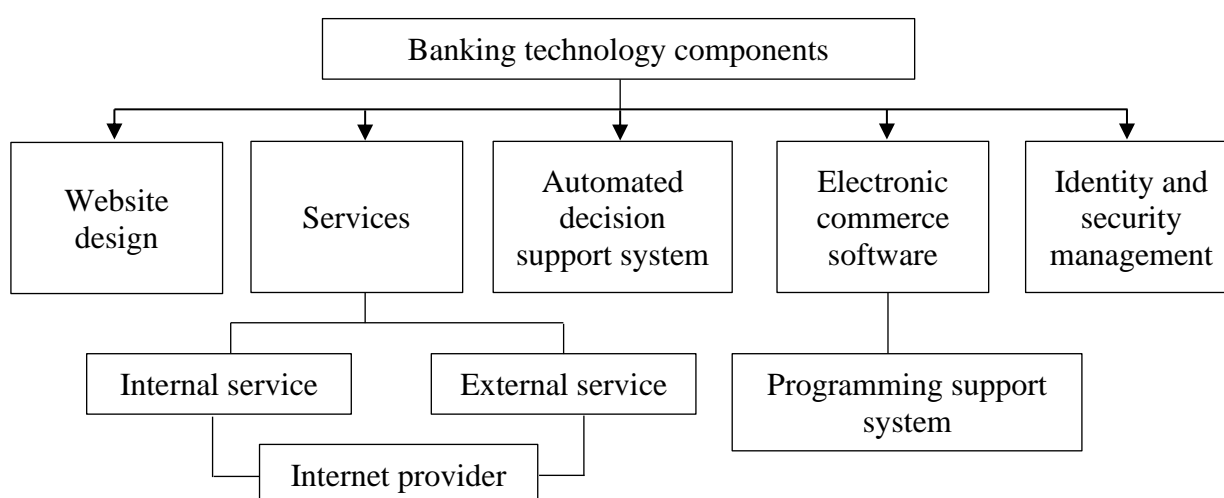 Banking technology components
Website
design
Services
Automated
decision
support system
Electronic
commerce
software
Identity and
security
management
Internal service
External service
Programming support
system
Internet provider